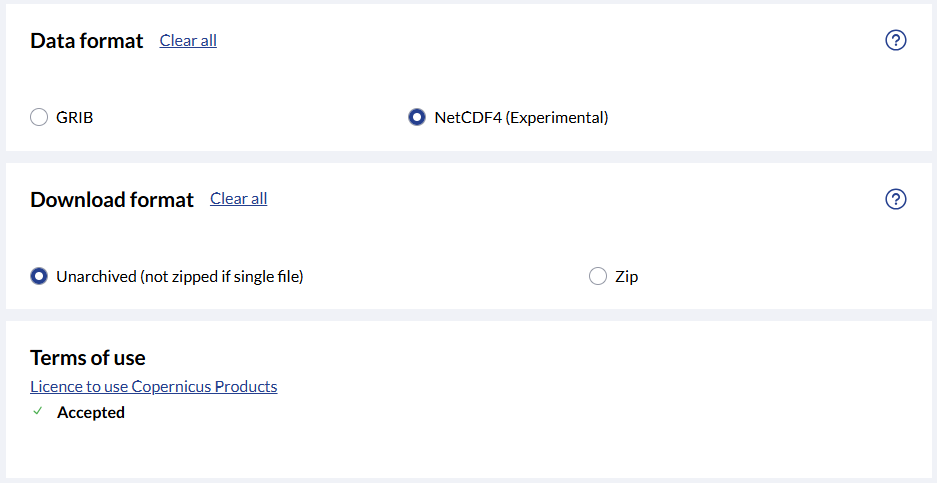 Data format Clear all ?
GRIB NetCDF4 (Experimental)
Download format Clear all ?
Unarchived (not zipped if single file) Zip
Terms of use
Licence to use Copernicus Products
Accepted